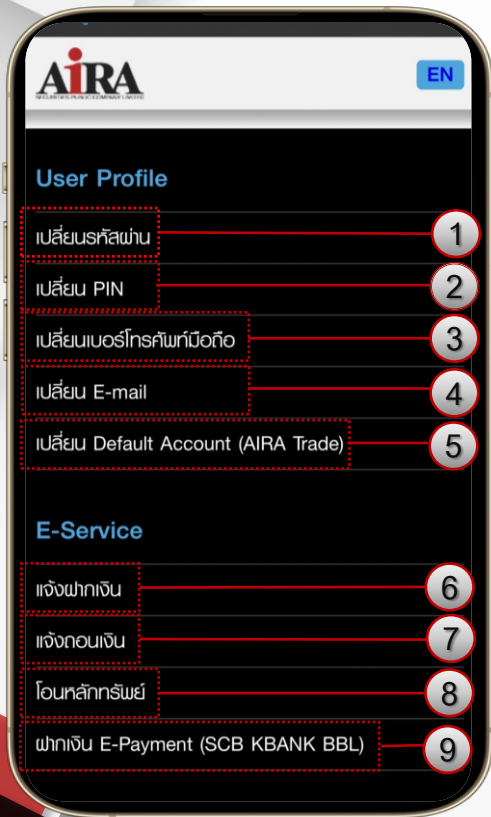 AiRA
SECURITIES PUBLIC COMPANY LIMITED
EN
User Profile
เปลี่ยนรหัสผ่าน 1
เปลี่ยน PIN 2
เปลี่ยนเบอร์โทรศัพท์มือถือ 3
เปลี่ยน E-mail 4
เปลี่ยน Default Account (AIRA Trade) 5
E-Service
แจ้งฝากเงิน 6
แจ้งถอนเงิน 7
โอนหลักทรัพย์ 8
ฝากเงิน E-Payment (SCB KBANK BBL) 9